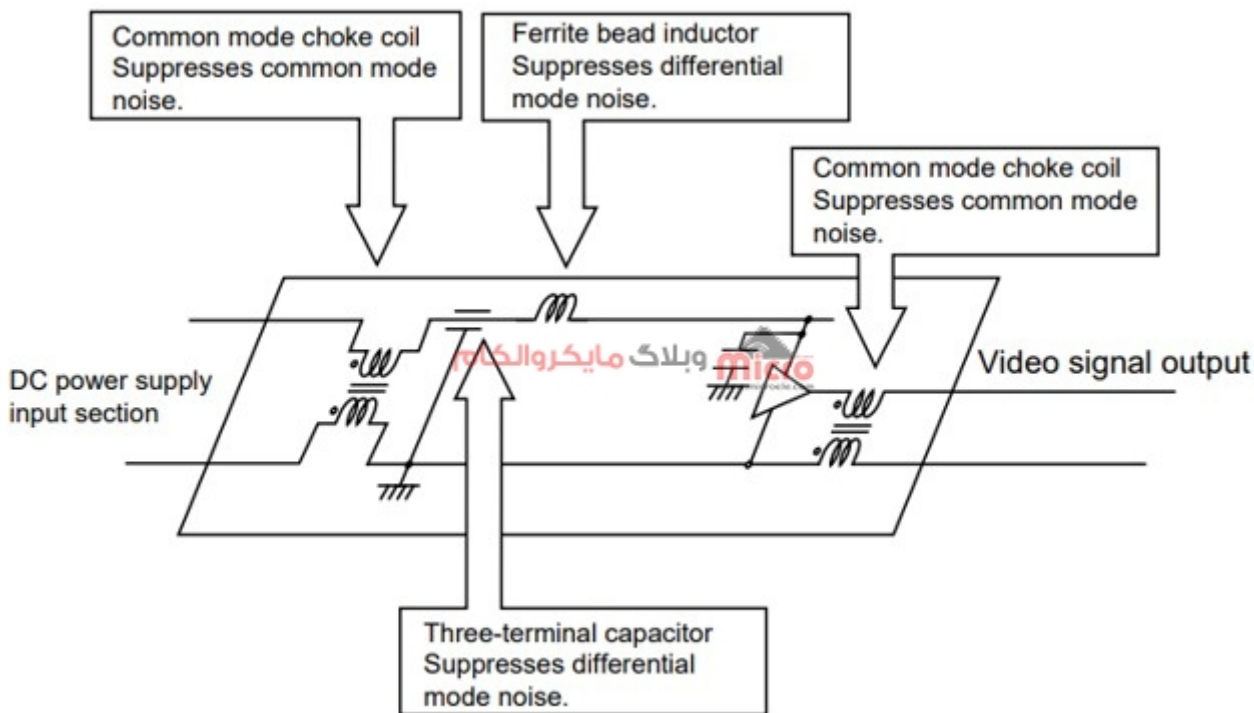 Common mode choke coil
Suppresses common mode
noise.
Ferrite bead inductor
Suppresses differential
mode noise.
Common mode choke coil
Suppresses common mode
noise.
وبلاگ مایکروالکام
micro
Video signal output
DC power supply
input section
Three-terminal capacitor
Suppresses differential
mode noise.